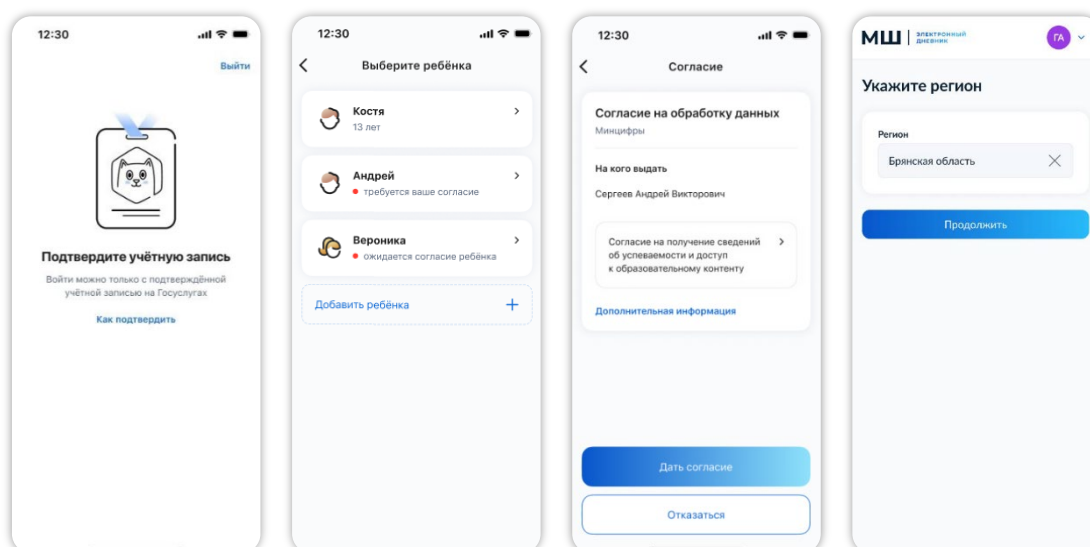 12:30
Выйти
Подтвердите учётную запись
Войти можно только с подтверждённой
учётной записью на Госуслугах
Как подтвердить
12:30
Выберите ребёнка
Костя
13 лет
Андрей
требуется ваше согласие
Вероника
ожидается согласие ребёнка
Добавить ребёнка
12:30
Согласие
Согласие на обработку данных
Минцифры
На кого выдать
Сергеев Андрей Викторович
Согласие на получение сведений
об успеваемости и доступ
к образовательному контенту
Дополнительная информация
Дать согласие
Отказаться
МШ
ЭЛЕКТРОННЫЙ
ДНЕВНИК
ГА
Укажите регион
Регион
Брянская область
Продолжить